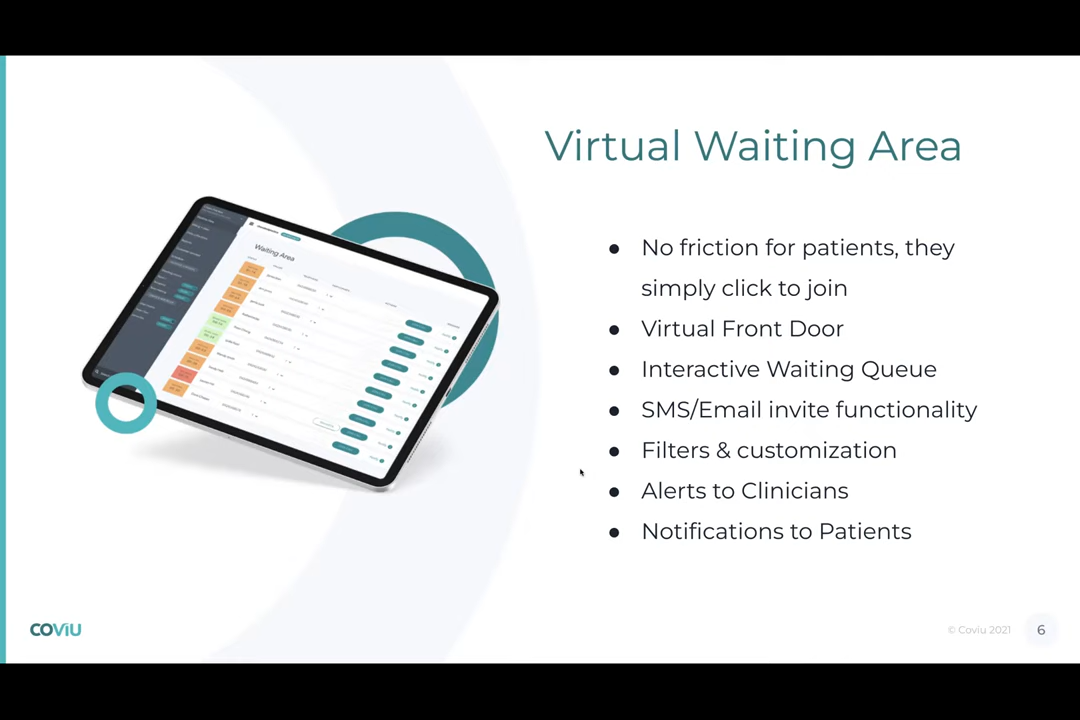 Virtual Waiting Area
Waiting Area
● No friction for patients, they
simply click to join
● Virtual Front Door
● Interactive Waiting Queue
● SMS/Email invite functionality
● Filters & customization
● Alerts to Clinicians
● Notifications to Patients
COViU
© Coviu 2021
6